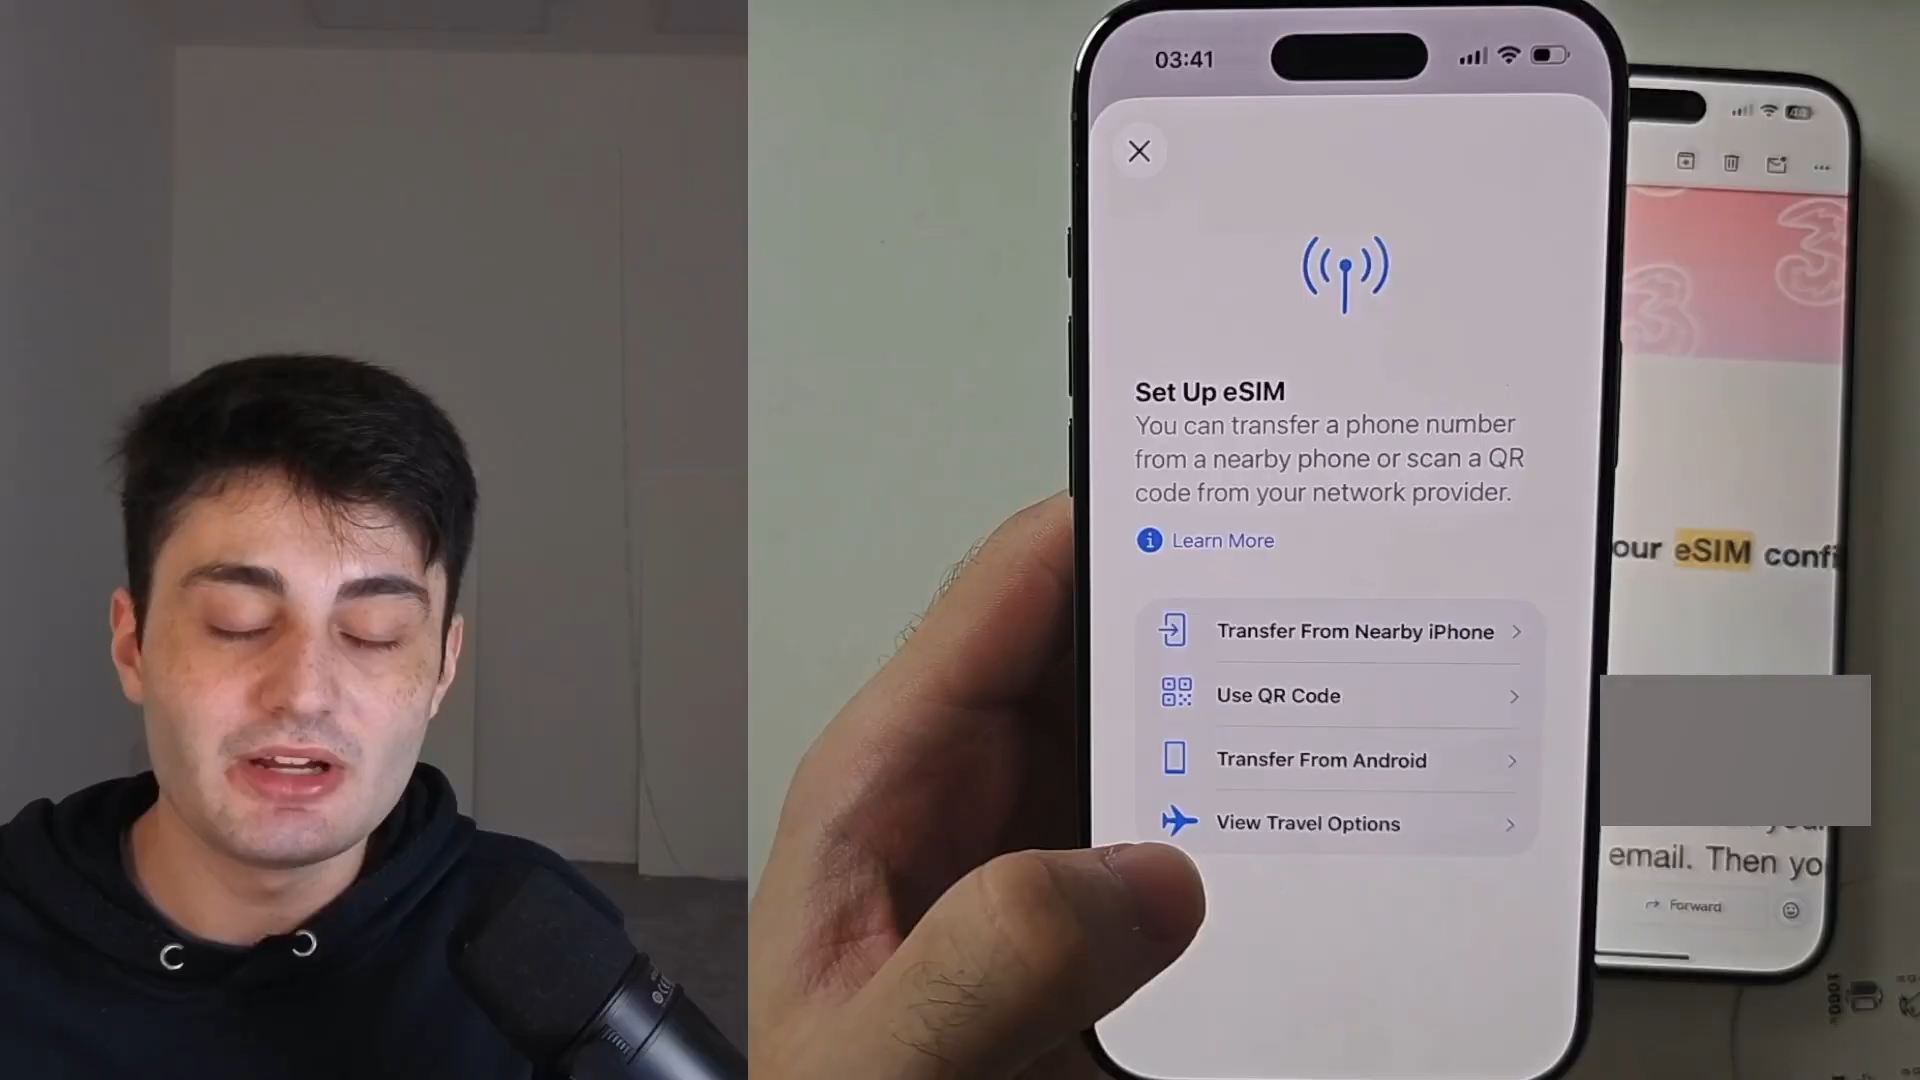 03:41
Set Up eSIM
You can transfer a phone number
from a nearby phone or scan a QR
code from your network provider.
Learn More
Transfer From Nearby iPhone
Use QR Code
Transfer From Android
View Travel Options
our eSIM confi
email. Then yo
Forward